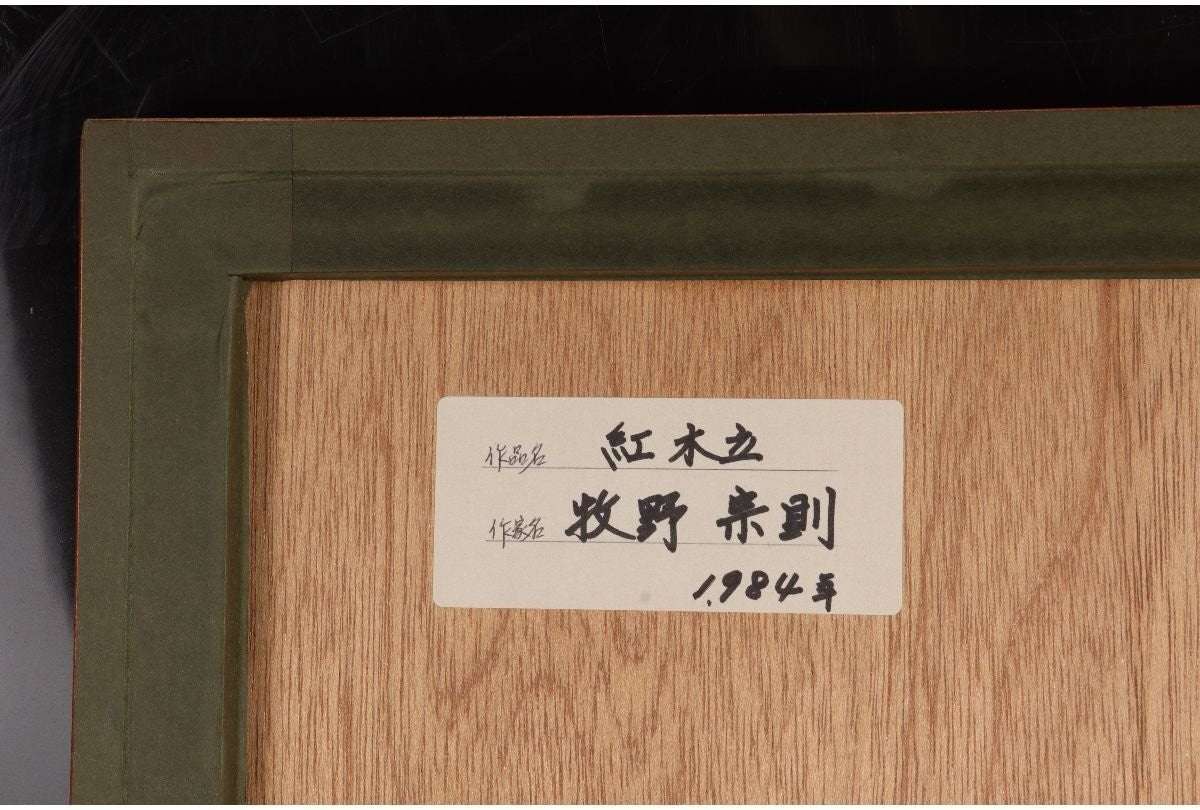 作品名 紅木立
作家名 牧野 宗則
1984年